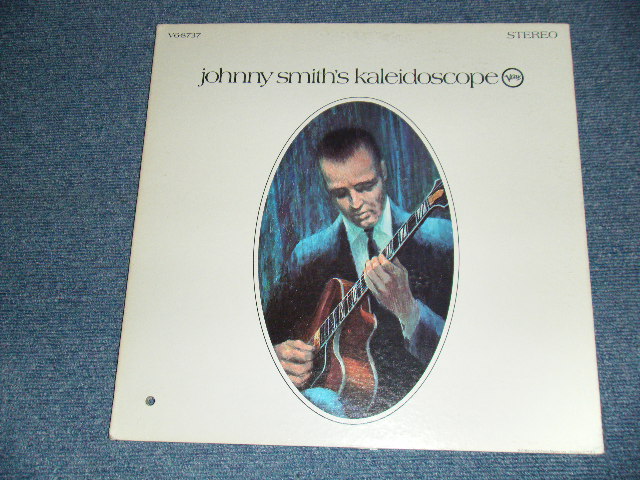 V6-8737
STEREO
johnny smith's kaleidoscope
Verve